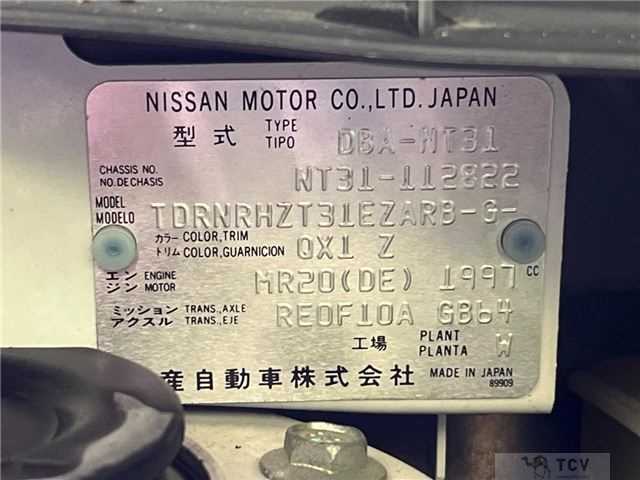 NISSAN MOTOR CO.,LTD. JAPAN
型式 TYPE TIPO DBA-NT31
CHASSIS NO. NO. DE CHASIS NT31-112822
MODEL MODELO TDRNRHZT31EZARB-G-
カラー COLOR, TRIM トリム COLOR, GUARNICION QX1 Z
エンジン ENGINE MOTOR MR20(DE) 1997 CC
ミッション TRANS., AXLE アクスル TRANS., EJE RE0F10A GB64
工場 PLANT PLANTA W
産自動車株式会社 MADE IN JAPAN
89909
TCV